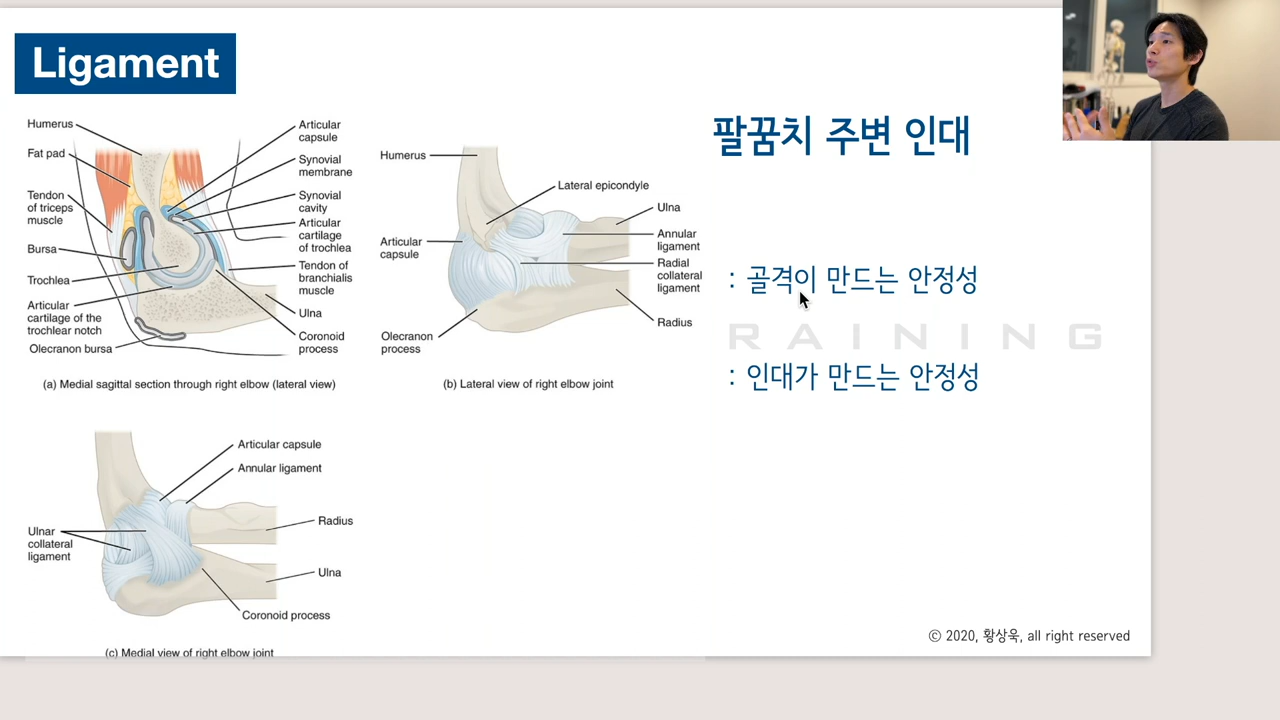 Ligament
Humerus
Fat pad
Tendon
of triceps
muscle
Bursa
Trochlea
Articular
cartilage of the
trochlear notch
Olecranon bursa
Articular
capsule
Synovial
membrane
Synovial
cavity
Articular
cartilage
of trochlea
Tendon of
branchialis
muscle
Ulna
Coronoid
process
(a) Medial sagittal section through right elbow (lateral view)
Humerus
Articular
capsule
Olecranon
process
Lateral epicondyle
Ulna
Annular
ligament
Radial
collateral
ligament
Radius
(b) Lateral view of right elbow joint
팔꿈치 주변 인대
: 골격이 만드는 안정성
RAINING
: 인대가 만드는 안정성
Articular capsule
Annular ligament
Ulnar
collateral
ligament
Radius
Ulna
Coronoid process
(c) Medial view of right elbow joint
© 2020, 황상욱, all right reserved